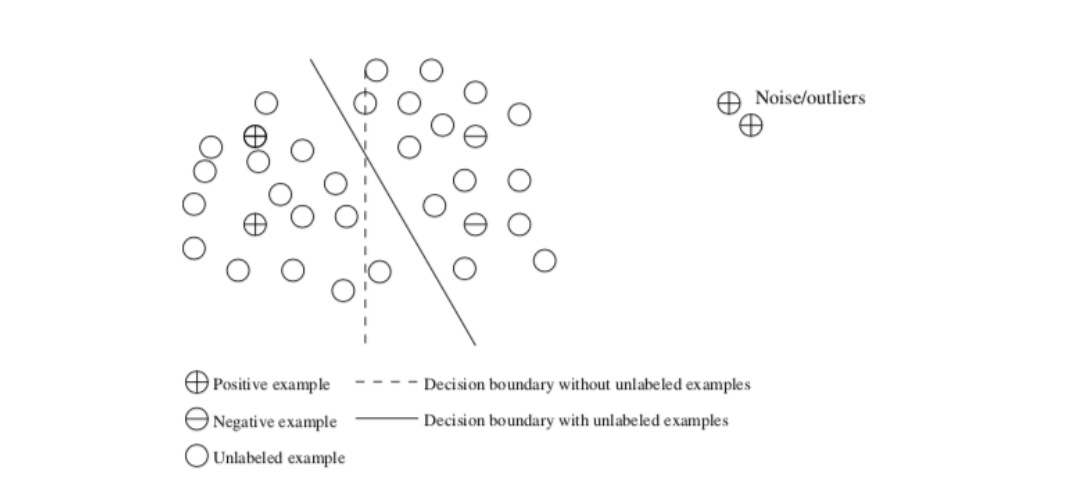 Noise/outliers
Positive example
Decision boundary without unlabeled examples
Negative example
Decision boundary with unlabeled examples
Unlabeled example